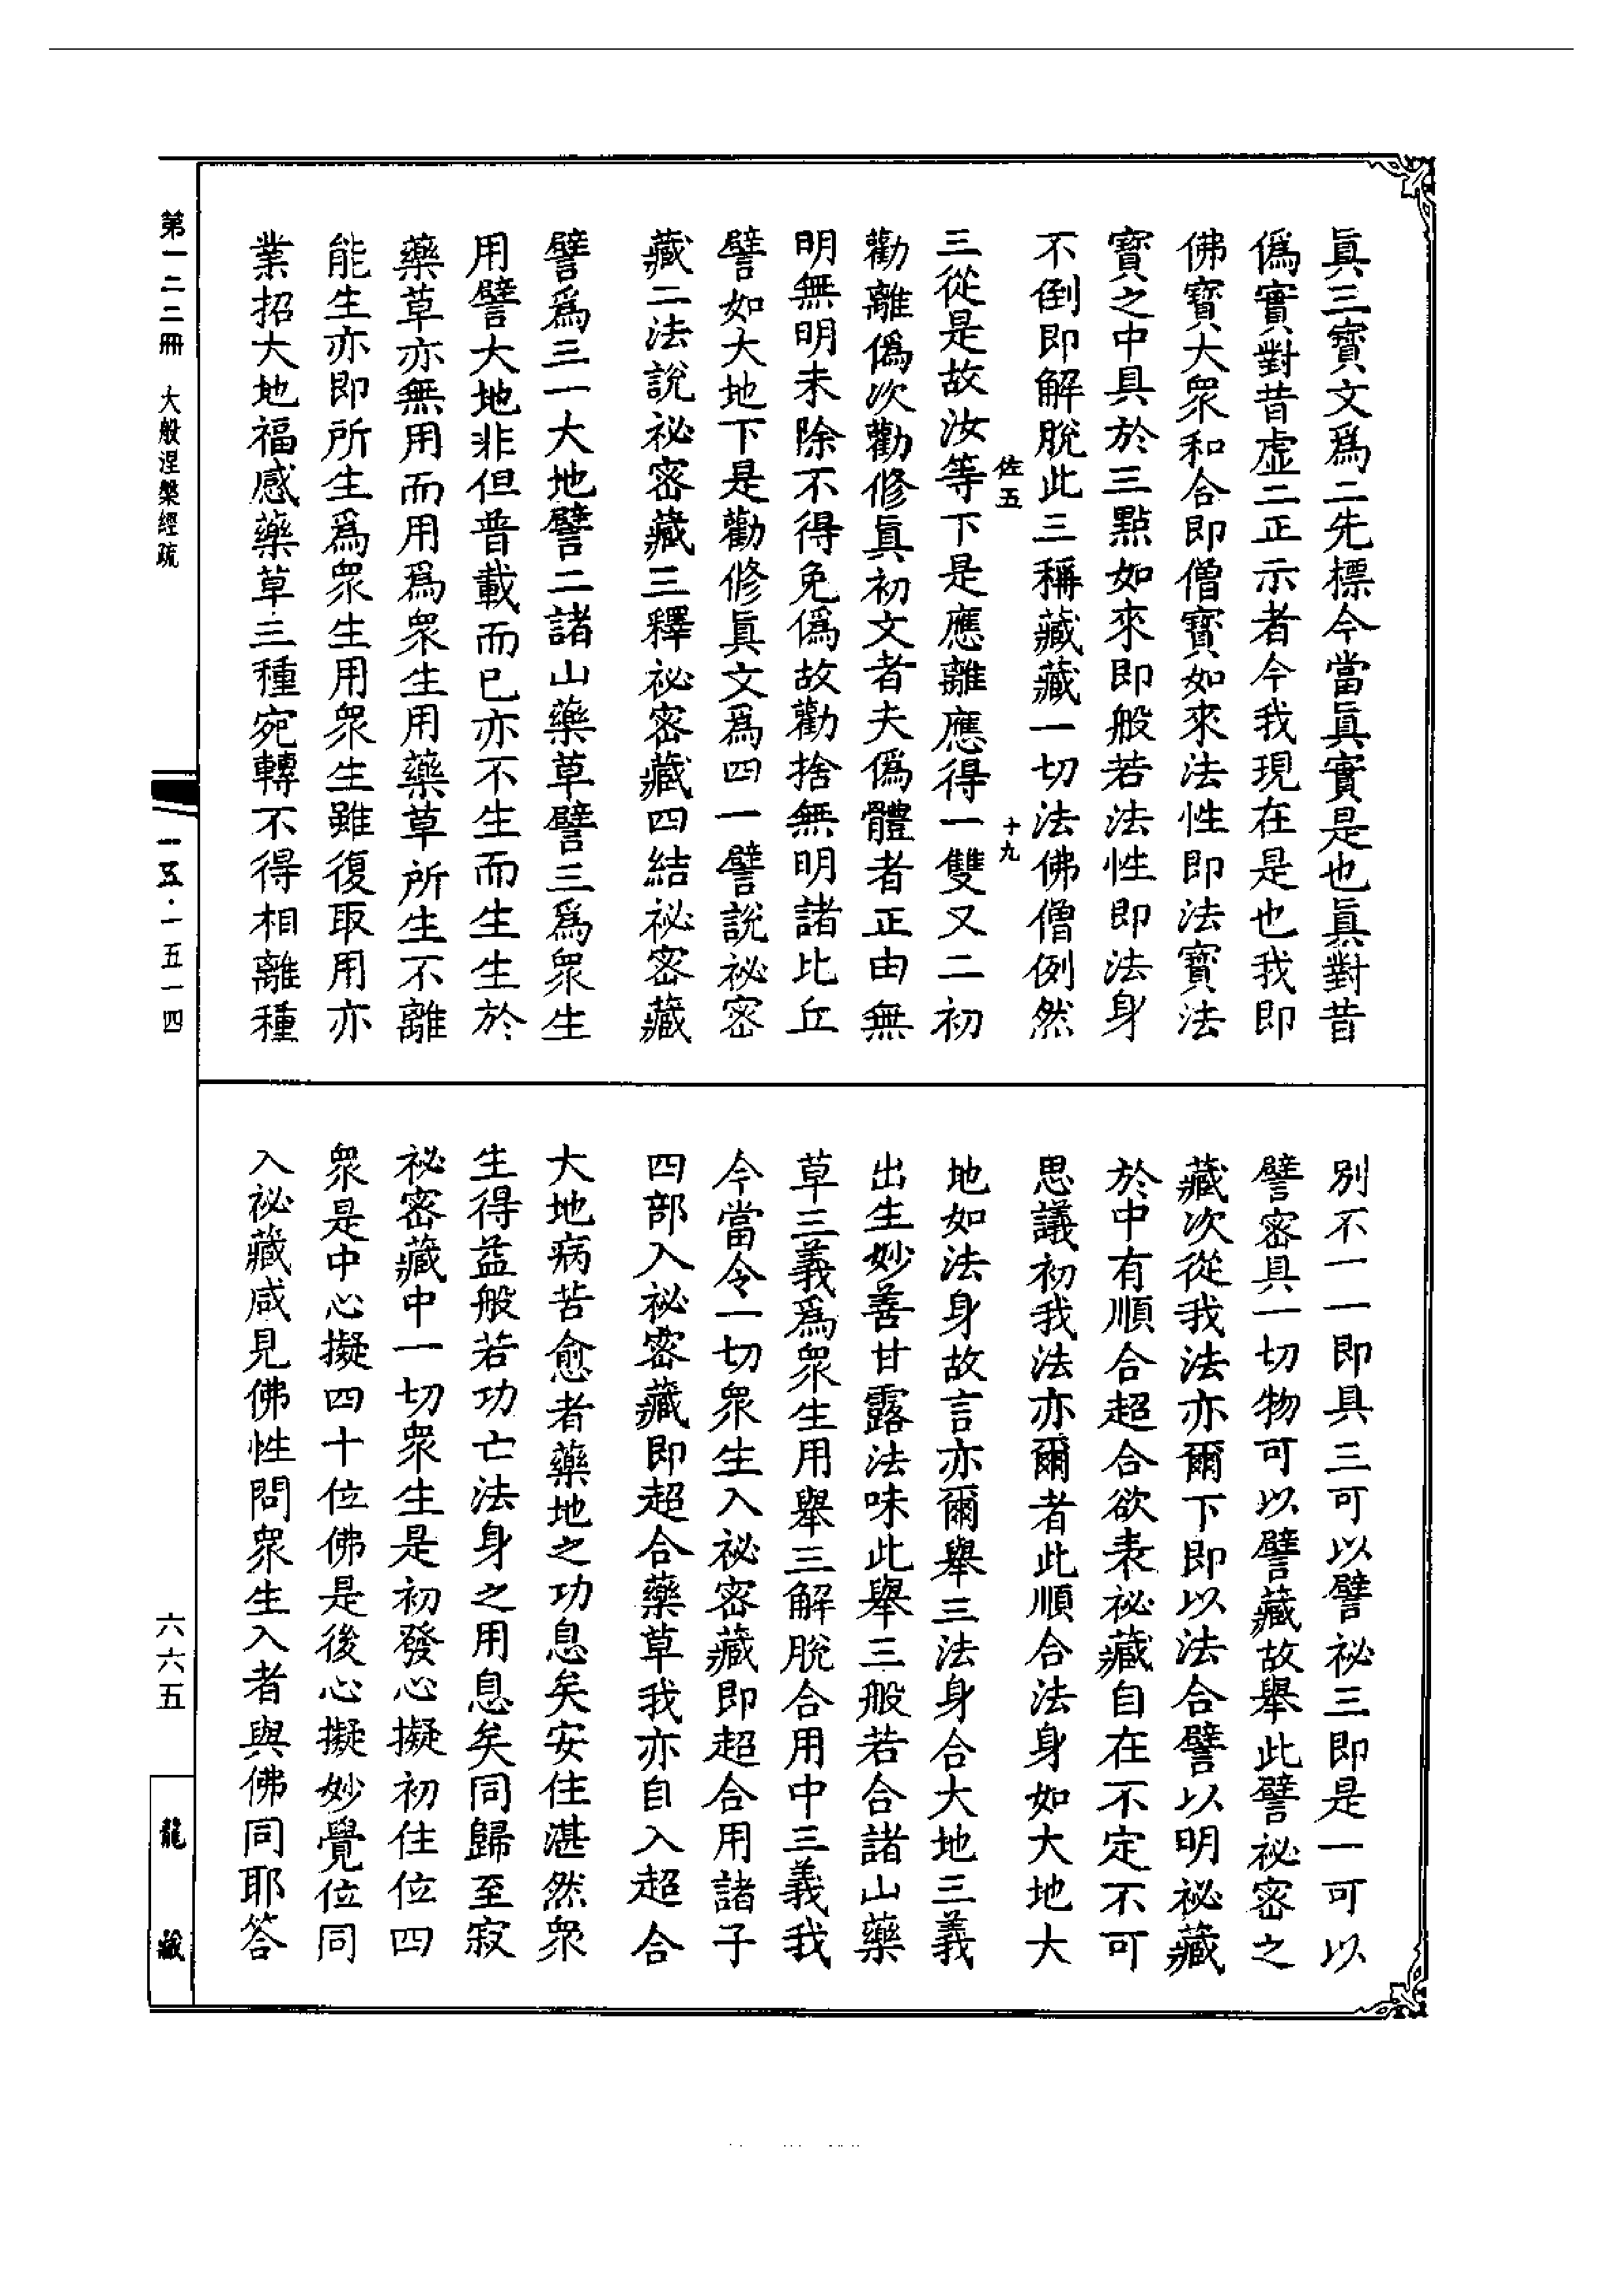 眞三寶文爲二先標今當眞實是也眞對昔
僞實對昔虛二正示者今我現在是也我即
佛寶大衆和合即僧寶如來法性即法寶法
寶之中具於三點如來即般若法性即法身
不倒即解脫此三稱藏藏一切法佛僧例然
佐五
十九
三從是故汝等下是應離應得一雙又二初
勸離僞次勸修眞初文者夫僞體者正由無
明無明未除不得免僞故勸捨無明諸比丘
譬如大地下是勸修眞文爲四一譬說祕密
藏二法說祕密藏三釋祕密藏四結祕密藏
譬爲三一大地譬二諸山藥草譬三爲衆生
用譬大地非但普載而已亦不生而生生於
藥草亦無用而用爲衆生用藥草所生不離
能生亦即所生爲衆生用衆生雖復取用亦
業招大地福感藥草三種宛轉不得相離種
別不一一即具三可以譬祕三即是一可以
譬密具一切物可以譬藏故舉此譬祕密之
藏次從我法亦爾下即以法合譬以明祕藏
於中有順合超合欲表祕藏自在不定不可
思議初我法亦爾者此順合法身如大地大
地如法身故言亦爾舉三法身合大地三義
出生妙善甘露法味此舉三般若合諸山藥
草三義爲衆生用舉三解脫合用中三義我
今當令一切衆生入祕密藏即超合用諸子
四部入祕密藏即超合藥草我亦自入超合
大地病苦愈者藥地之功息矣安住湛然衆
生得益般若功亡法身之用息矣同歸至寂
祕密藏中一切衆生是初發心擬初住位四
衆是中心擬四十位佛是後心擬妙覺位同
入祕藏咸見佛性問衆生入者與佛同耶答
第一二二冊 大般涅槃經疏
一五·一五一四
六六五
龍藏